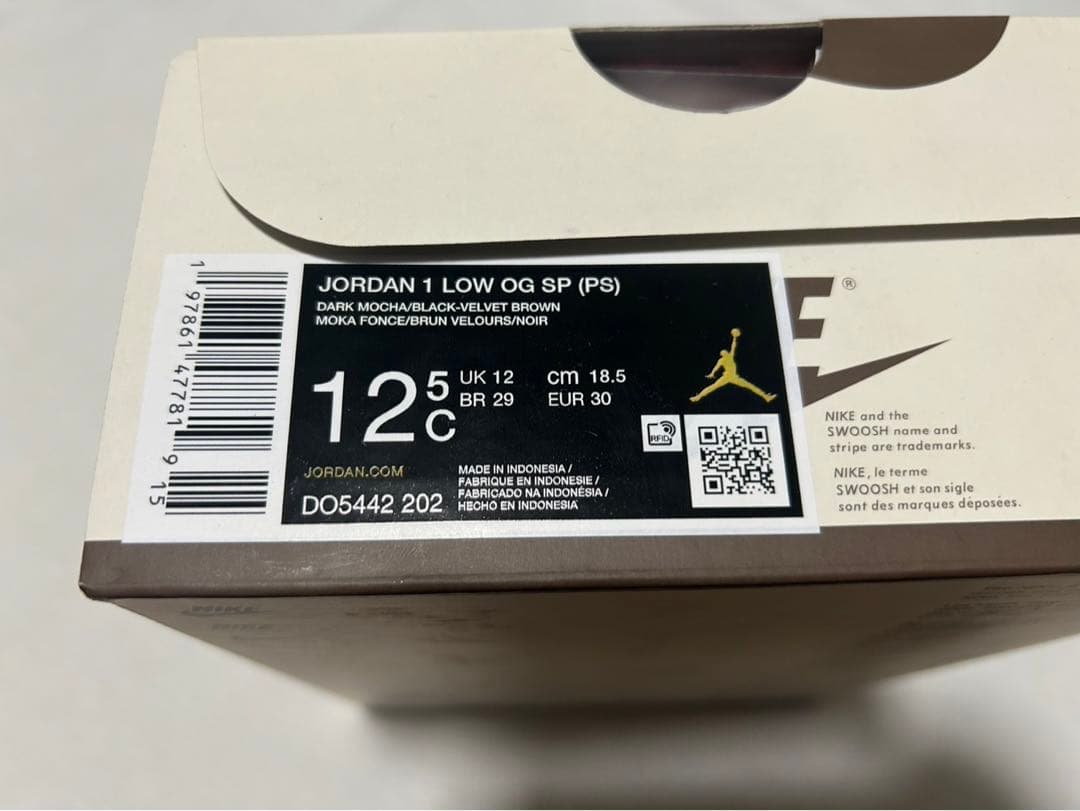 JORDAN 1 LOW OG SP (PS)
DARK MOCHA/BLACK-VELVET BROWN
MOKA FONCE/BRUN VELOURS/NOIR
12 5 C
UK 12 cm 18.5
BR 29 EUR 30
RFID
JORDAN.COM
DO5442 202
MADE IN INDONESIA /
FABRIQUE EN INDONESIE /
FABRICADO NA INDONÉSIA /
HECHO EN INDONESIA
1 97861 47781 9 15
®
NIKE and the
SWOOSH name and
stripe are trademarks.
NIKE, le terme
SWOOSH et son sigle
sont des marques déposées.
NIKE